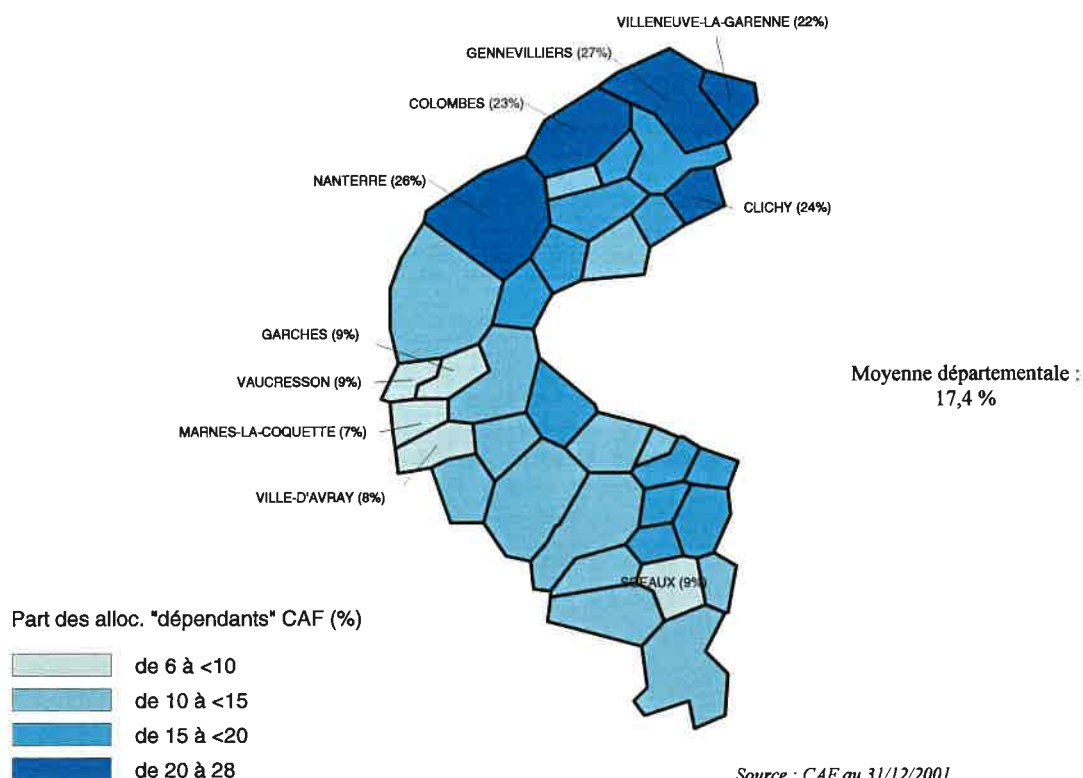 VILLENEUVE-LA-GARENNE (22%)
GENNEVILLIERS (27%)
COLOMBES (23%)
NANTERRE (26%)
CLICHY (24%)
GARCHES (9%)
VAUCRESSON (9%)
MARNES-LA-COQUETTE (7%)
VILLE-D'AVRAY (8%)
SCEAUX (9%)
Moyenne départementale :
17,4 %
Part des alloc. "dépendants" CAF (%)
de 6 à <10
de 10 à <15
de 15 à <20
de 20 à 28
Source : CAF au 31/12/2001